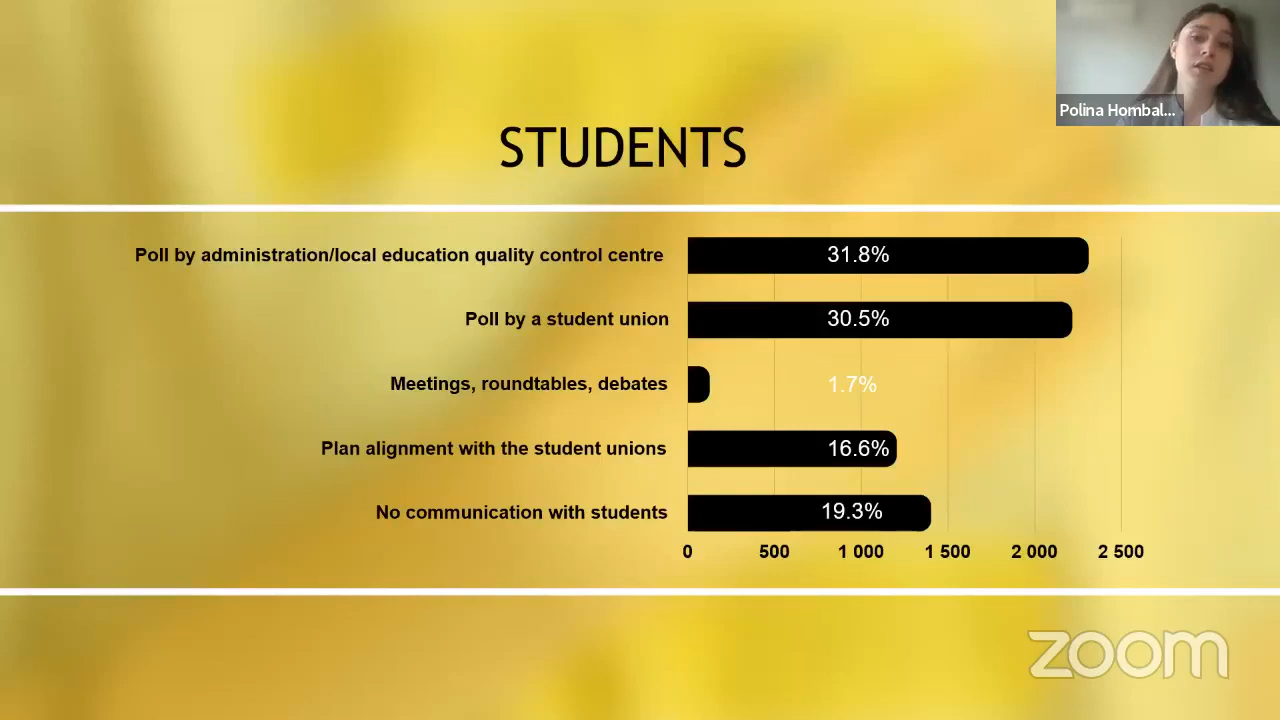 Polina Hombal...
STUDENTS
Poll by administration/local education quality control centre 31.8%
Poll by a student union 30.5%
Meetings, roundtables, debates 1.7%
Plan alignment with the student unions 16.6%
No communication with students 19.3%
0 500 1 000 1 500 2 000 2 500
zoom